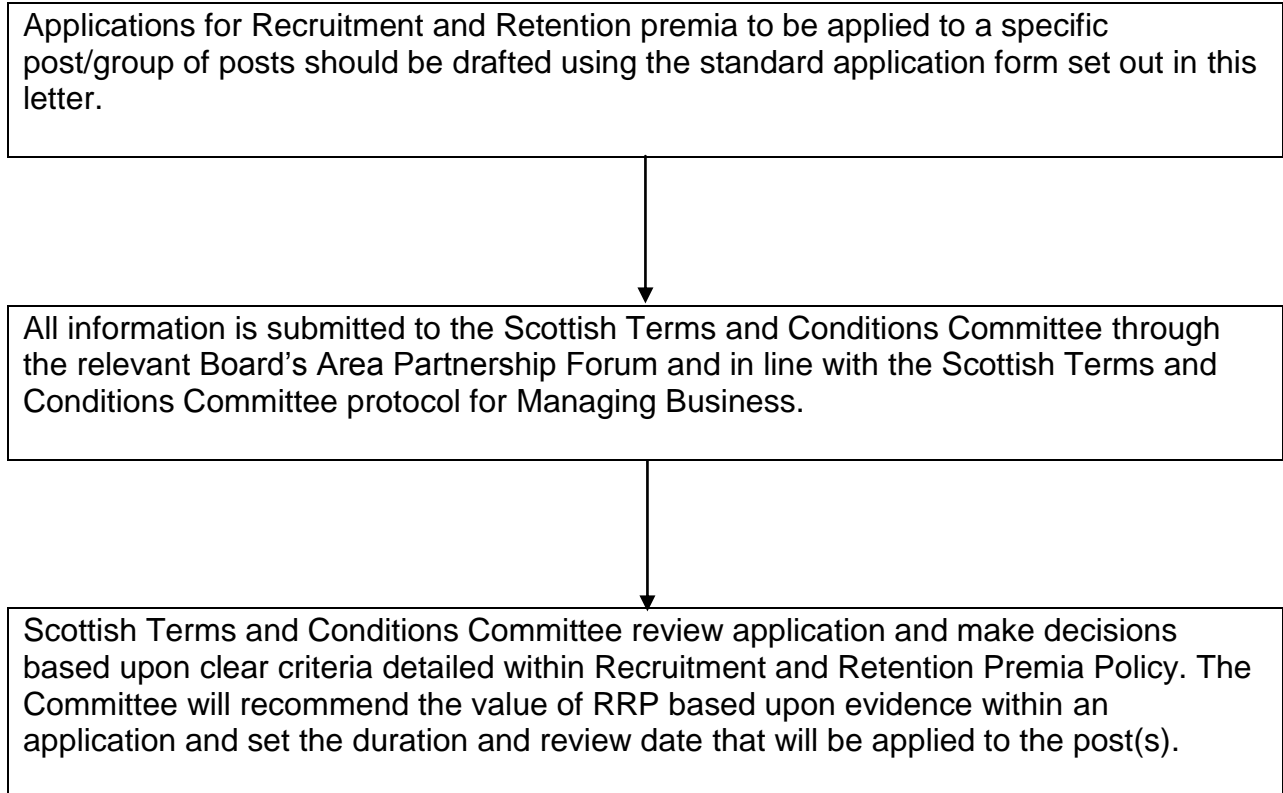 Applications for Recruitment and Retention premia to be applied to a specific
post/group of posts should be drafted using the standard application form set out in this
letter.
All information is submitted to the Scottish Terms and Conditions Committee through
the relevant Board’s Area Partnership Forum and in line with the Scottish Terms and
Conditions Committee protocol for Managing Business.
Scottish Terms and Conditions Committee review application and make decisions
based upon clear criteria detailed within Recruitment and Retention Premia Policy. The
Committee will recommend the value of RRP based upon evidence within an
application and set the duration and review date that will be applied to the post(s).